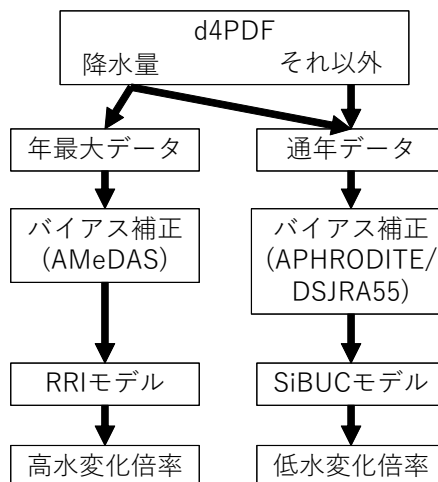 d4PDF
降水量 それ以外
年最大データ 通年データ
バイアス補正
(AMeDAS)
バイアス補正
(APHRODITE/
DSJRA55)
RRIモデル SiBUCモデル
高水変化倍率 低水変化倍率